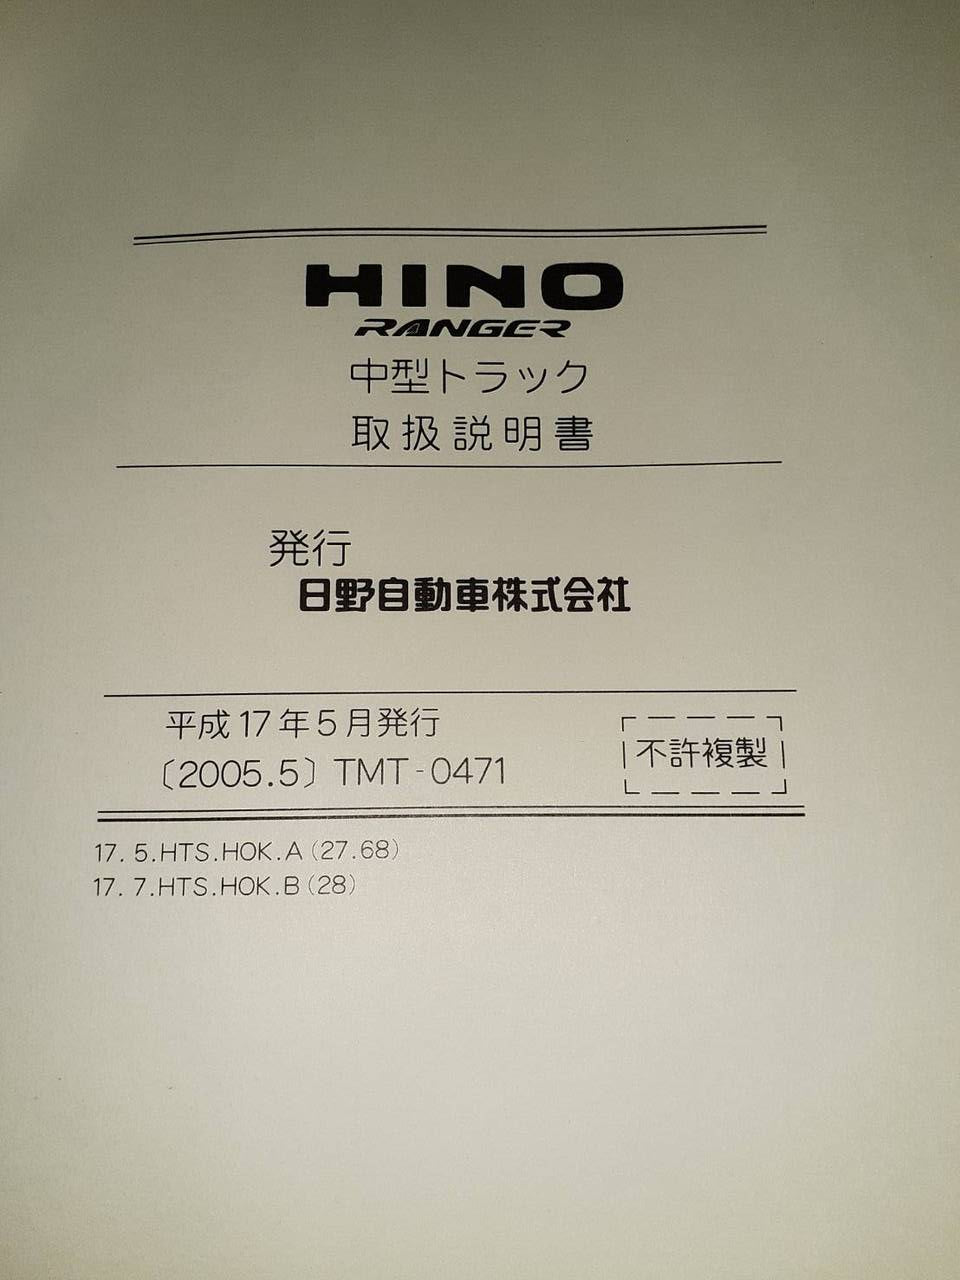 HINO
RANGER
中型トラック
取扱説明書
発行
日野自動車株式会社
平成17年5月発行
〔2005.5〕TMT-0471
不許複製
17. 5.HTS.HOK.A(27.68)
17. 7.HTS.HOK.B(28)